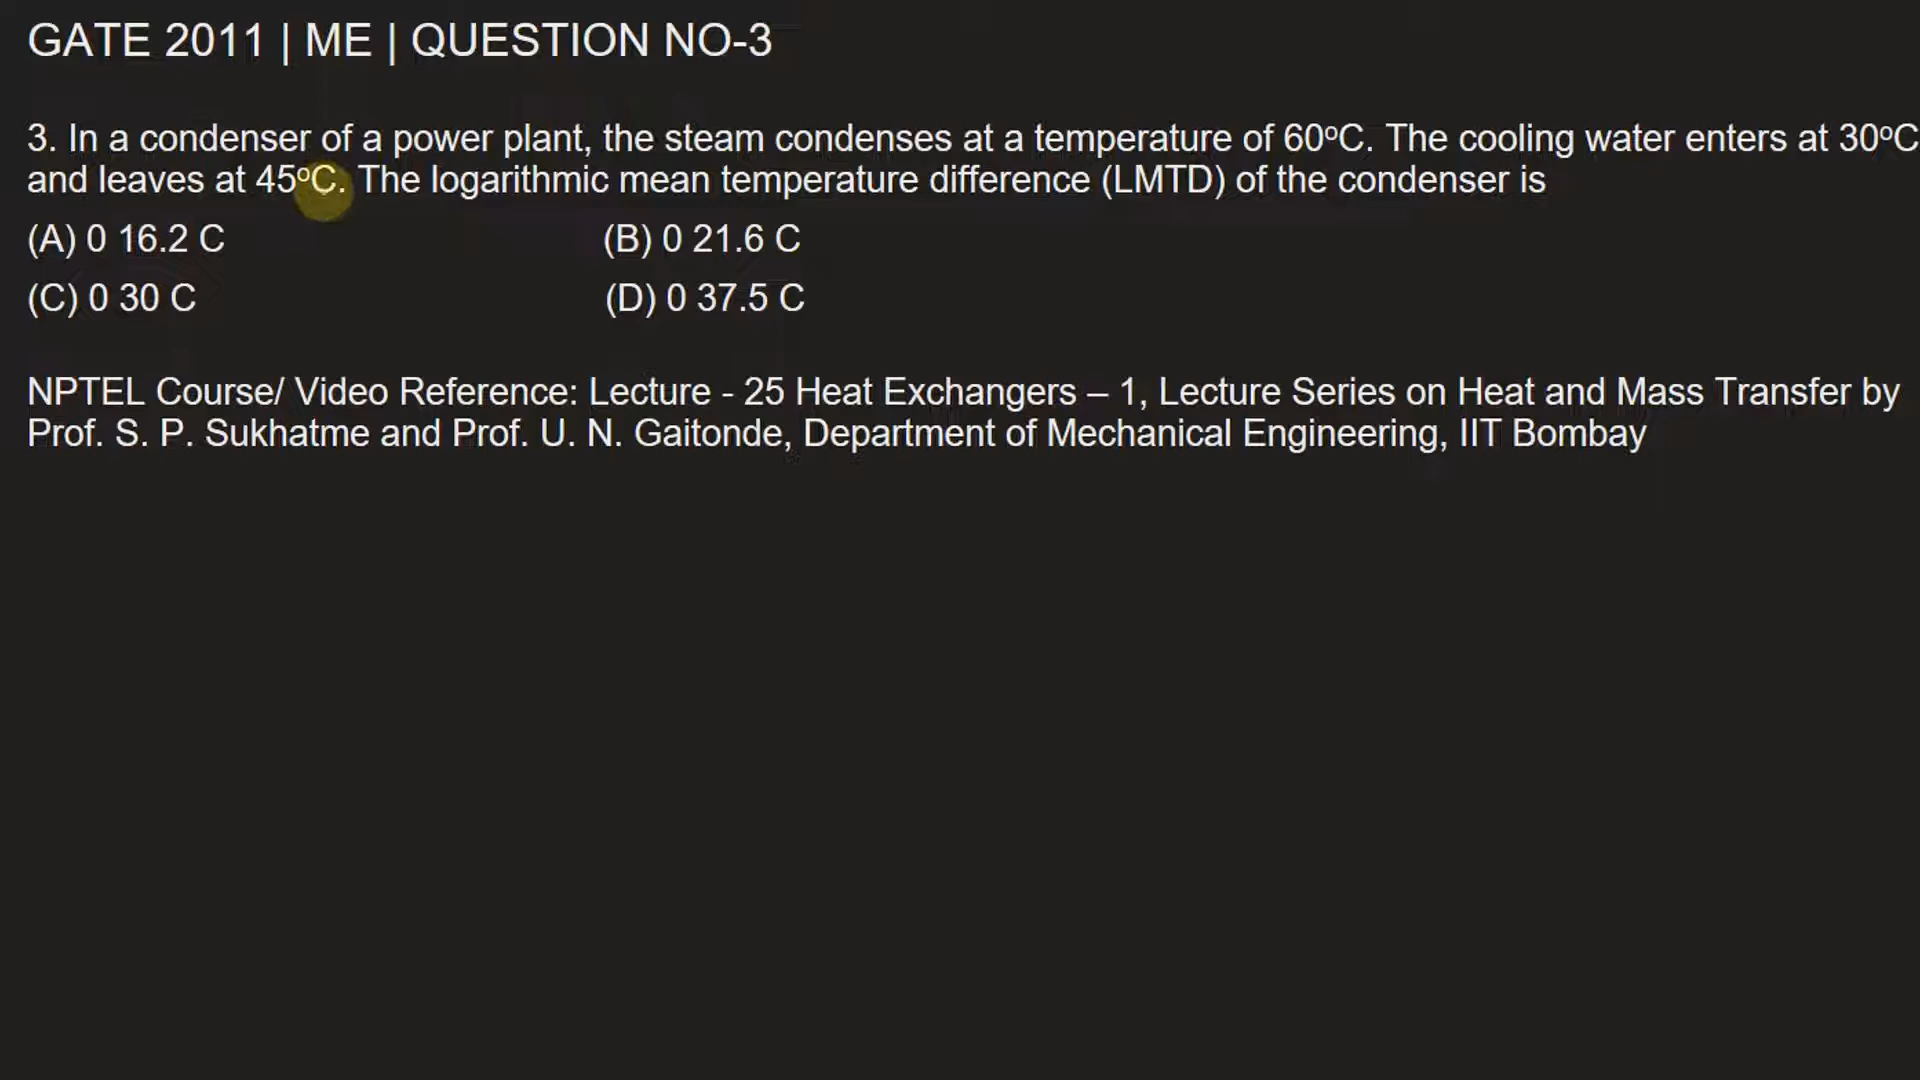 GATE 2011 | ME | QUESTION NO-3
3. In a condenser of a power plant, the steam condenses at a temperature of 60ºC. The cooling water enters at 30ºC
and leaves at 45ºC. The logarithmic mean temperature difference (LMTD) of the condenser is
(A) 0 16.2 C (B) 0 21.6 C
(C) 0 30 C (D) 0 37.5 C
NPTEL Course/ Video Reference: Lecture - 25 Heat Exchangers – 1, Lecture Series on Heat and Mass Transfer by
Prof. S. P. Sukhatme and Prof. U. N. Gaitonde, Department of Mechanical Engineering, IIT Bombay